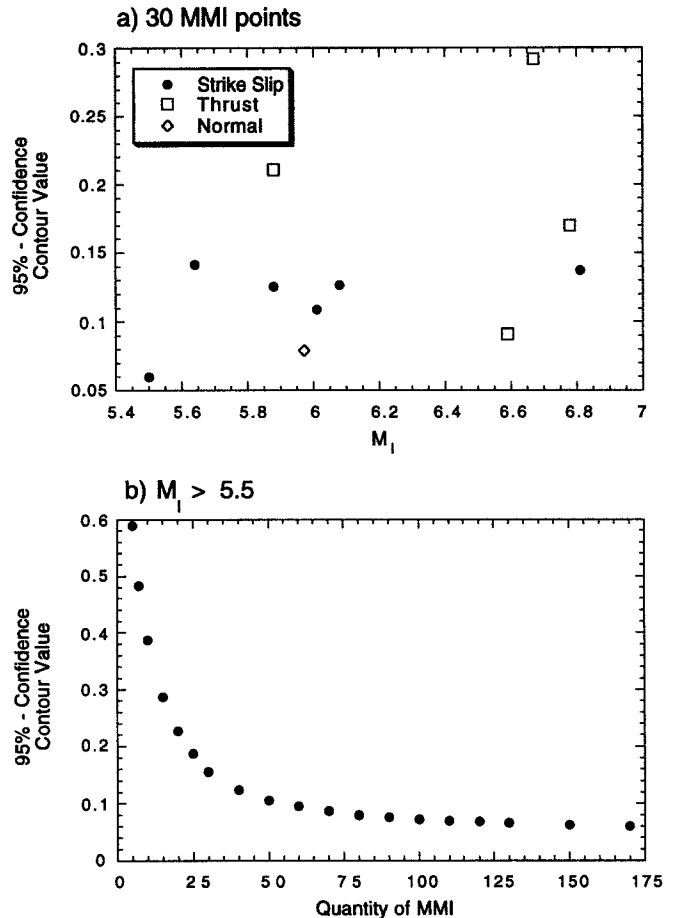 a) 30 MMI points
0.3
0.25
0.2
0.15
0.1
0.05
95% - Confidence
Contour Value
Strike Slip
Thrust
Normal
5.4 5.6 5.8 6 6.2 6.4 6.6 6.8 7
M_I
b) M_I > 5.5
0.6
0.5
0.4
0.3
0.2
0.1
0
95% - Confidence
Contour Value
0 25 50 75 100 125 150 175
Quantity of MMI